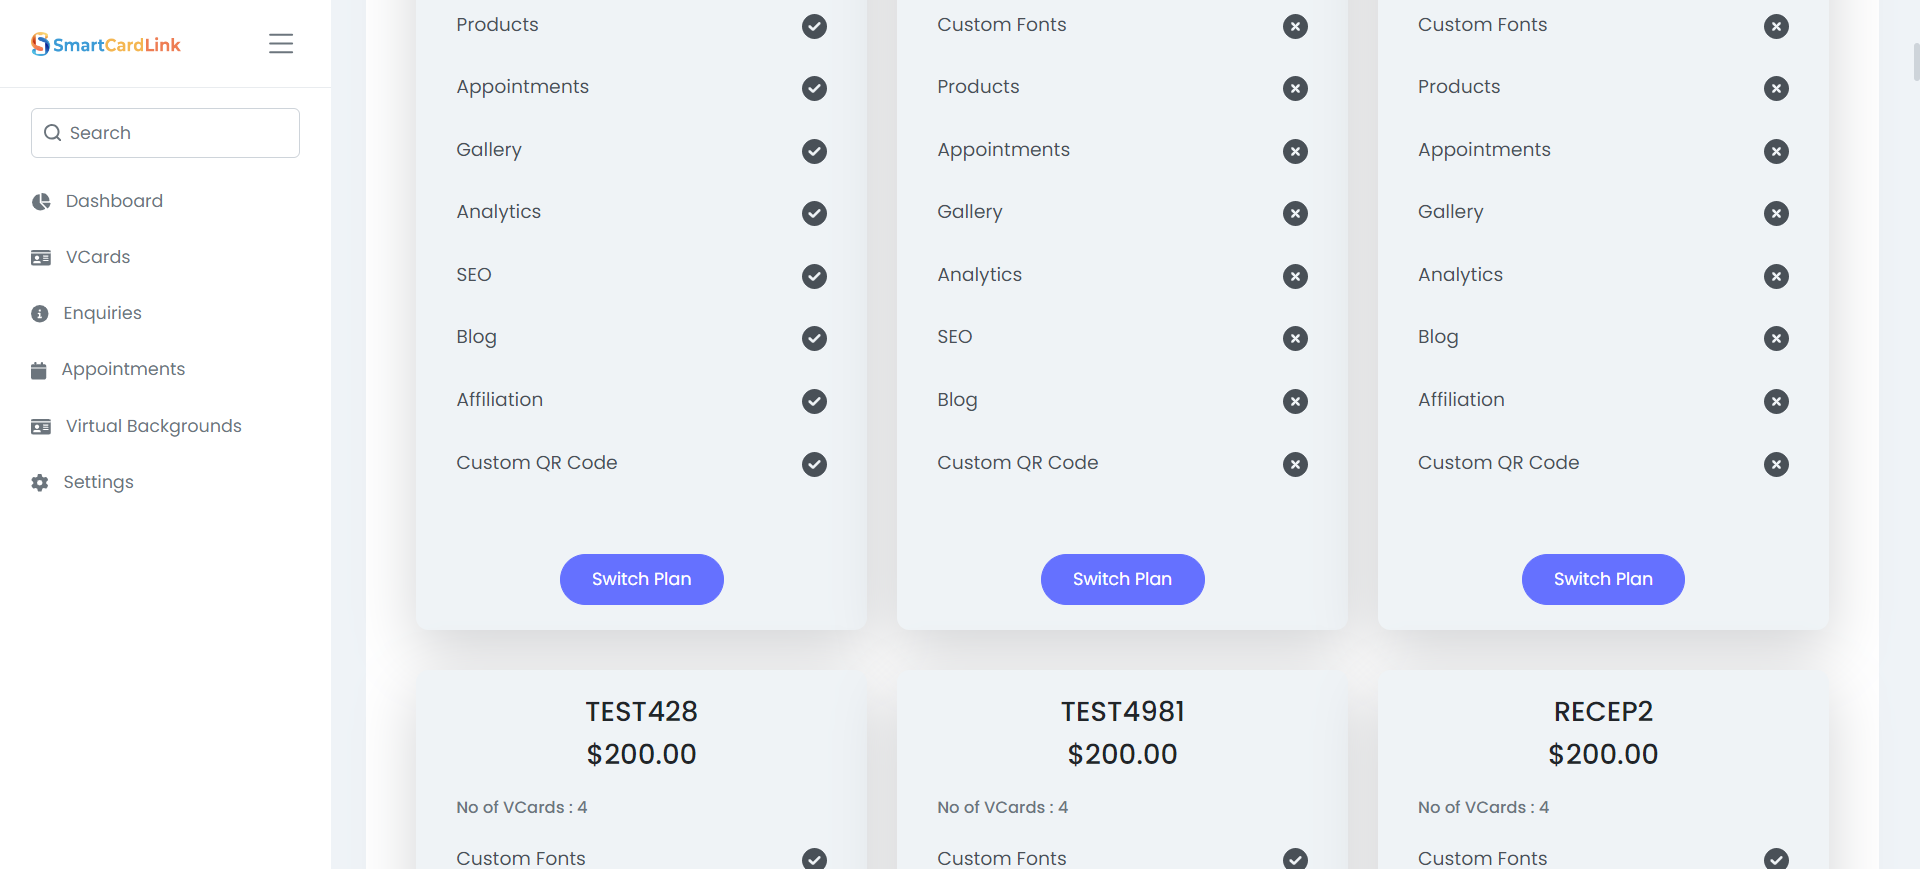 SmartCardLink
Search
Dashboard
VCards
Enquiries
Appointments
Virtual Backgrounds
Settings
Products
Appointments
Gallery
Analytics
SEO
Blog
Affiliation
Custom QR Code
Switch Plan
Custom Fonts
Products
Appointments
Gallery
Analytics
SEO
Blog
Custom QR Code
Switch Plan
Custom Fonts
Products
Appointments
Gallery
Analytics
Blog
Affiliation
Custom QR Code
Switch Plan
TEST428
$200.00
No of VCards : 4
Custom Fonts
TEST4981
$200.00
No of VCards : 4
Custom Fonts
RECEP2
$200.00
No of VCards : 4
Custom Fonts